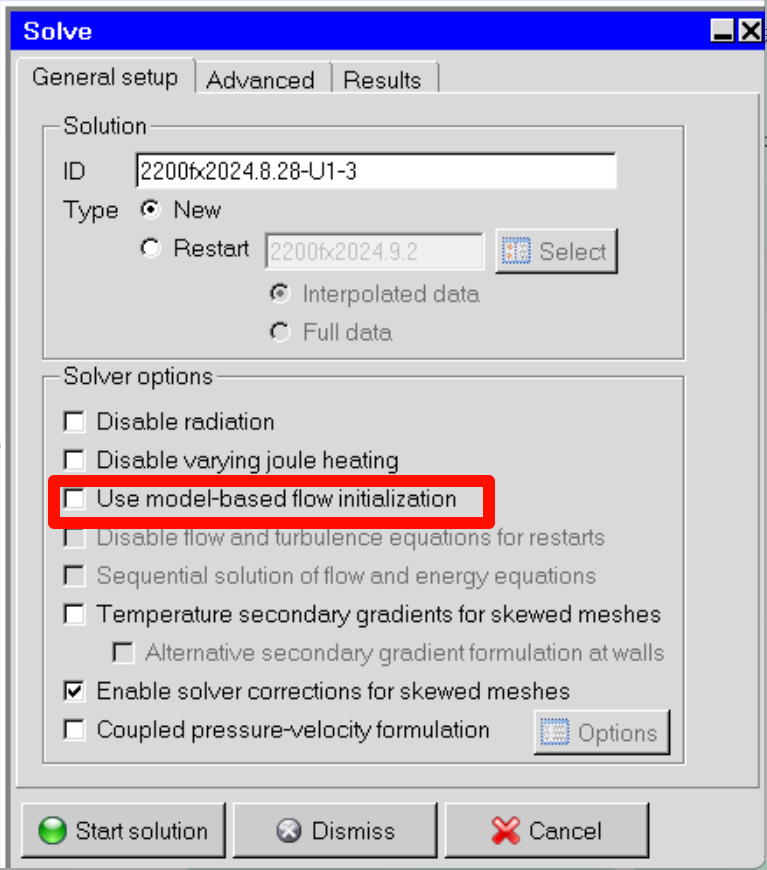 Solve
General setup Advanced Results
Solution
ID 2200fx2024.8.28-U1-3
Type New
Restart 2200fx2024.9.2 Select
Interpolated data
Full data
Solver options
Disable radiation
Disable varying joule heating
Use model-based flow initialization
Disable flow and turbulence equations for restarts
Sequential solution of flow and energy equations
Temperature secondary gradients for skewed meshes
Alternative secondary gradient formulation at walls
Enable solver corrections for skewed meshes
Coupled pressure-velocity formulation Options
Start solution Dismiss Cancel